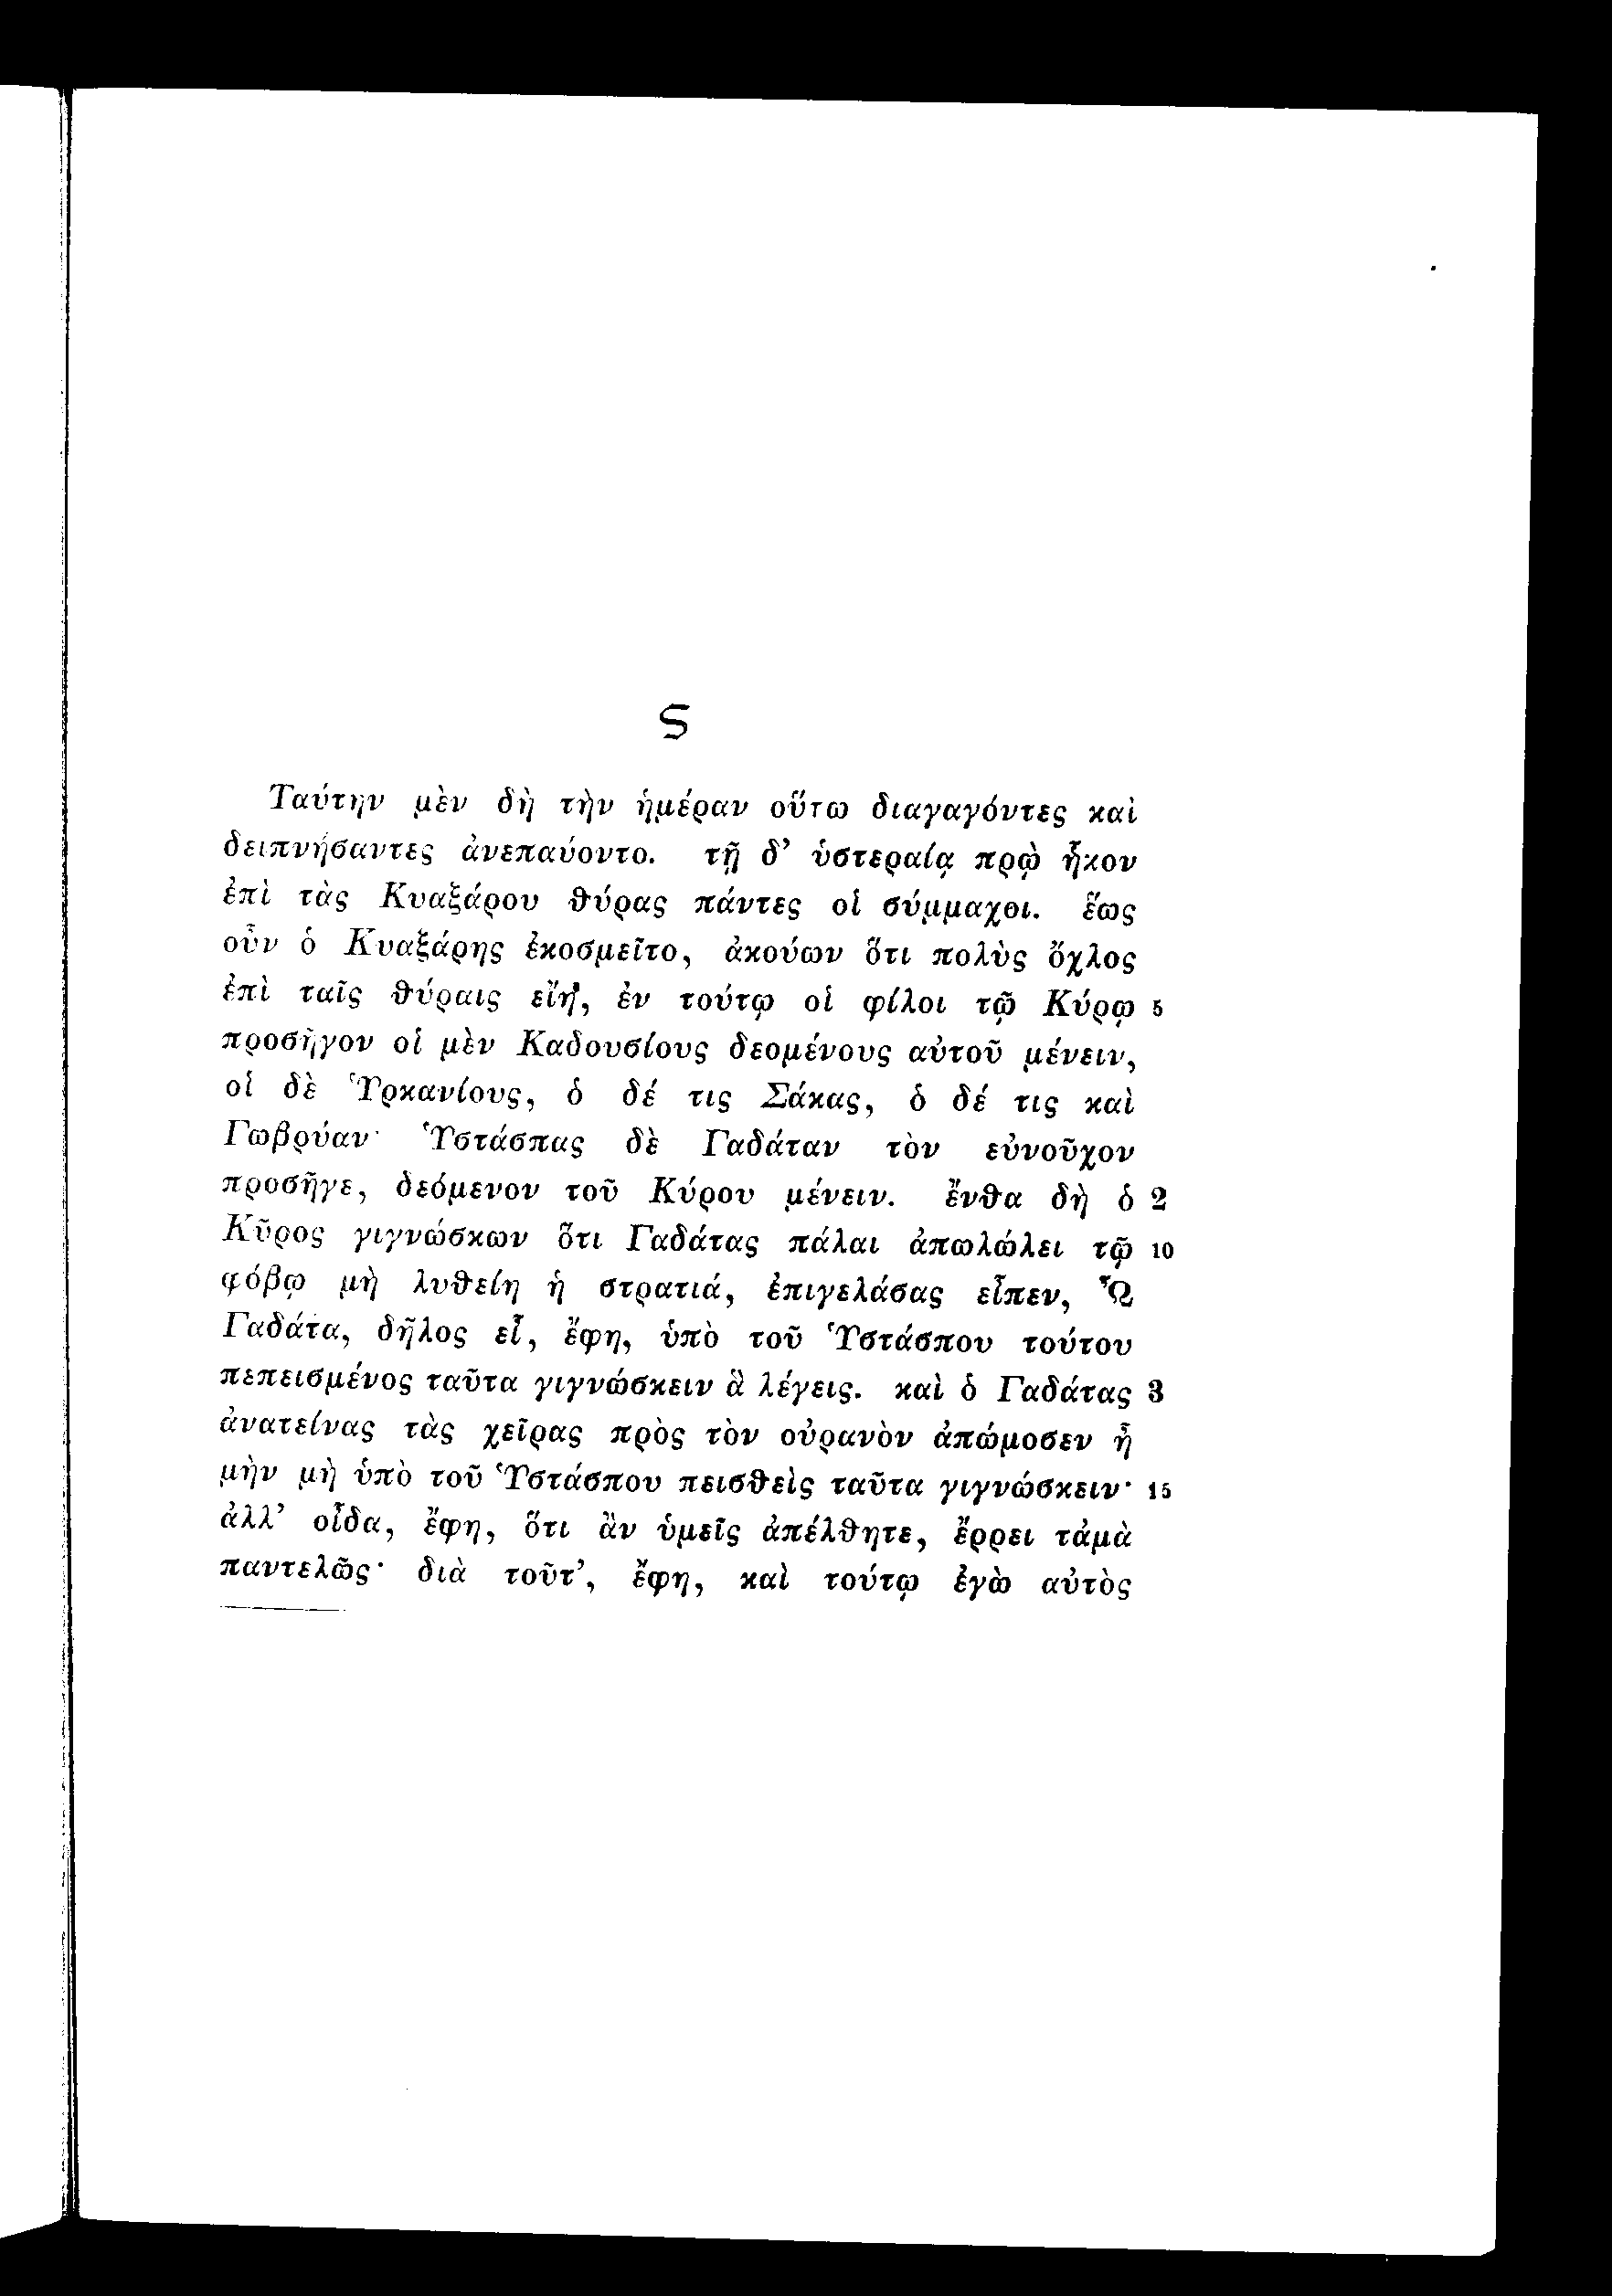 Ϛ
Ταύτην μὲν δὴ τὴν ἡμέραν οὕτω διαγαγόντες καὶ
δειπνήσαντες ἀνεπαύοντο. τῇ δ’ ὑστεραίᾳ πρῲ ἧκον
ἐπὶ τὰς Κυαξάρου θύρας πάντες οἱ σύμμαχοι. ἕως
οὖν ὁ Κυαξάρης ἐκοσμεῖτο, ἀκούων ὅτι πολὺς ὄχλος
ἐπὶ ταῖς θύραις εἴη, ἐν τούτῳ οἱ φίλοι τῷ Κύρῳ 5
προσῆγον οἱ μὲν Καδουσίους δεομένους αὐτοῦ μένειν,
οἱ δὲ Ὑρκανίους, ὁ δέ τις Σάκας, ὁ δέ τις καὶ
Γωβρύαν· Ὑστάσπας δὲ Γαδάταν τὸν εὐνοῦχον
προσῆγε, δεόμενον τοῦ Κύρου μένειν. ἔνθα δὴ ὁ 2
Κῦρος γιγνώσκων ὅτι Γαδάτας πάλαι ἀπωλώλει τῷ 10
φόβῳ μὴ λυθείη ἡ στρατιά, ἐπιγελάσας εἶπεν, Ὦ
Γαδάτα, δῆλος εἶ, ἔφη, ὑπὸ τοῦ Ὑστάσπου τούτου
πεπεισμένος ταῦτα γιγνώσκειν ἃ λέγεις. καὶ ὁ Γαδάτας 3
ἀνατείνας τὰς χεῖρας πρὸς τὸν οὐρανὸν ἀπώμοσεν ἦ
μὴν μὴ ὑπὸ τοῦ Ὑστάσπου πεισθεὶς ταῦτα γιγνώσκειν· 15
ἀλλ’ οἶδα, ἔφη, ὅτι ἂν ὑμεῖς ἀπέλθητε, ἔρρει τἀμὰ
παντελῶς· διὰ τοῦτ’, ἔφη, καὶ τούτῳ ἐγὼ αὐτὸς